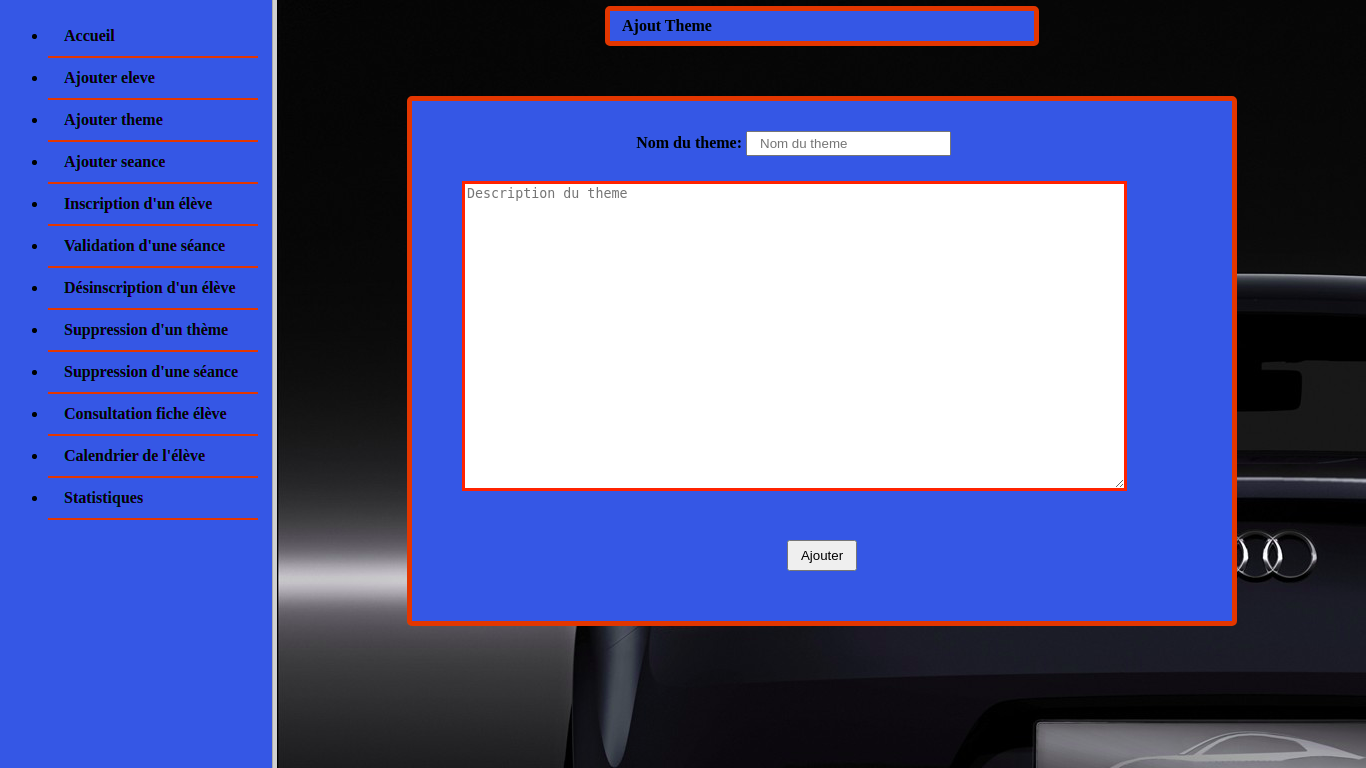 Accueil
Ajouter eleve
Ajouter theme
Ajouter seance
Inscription d'un élève
Validation d'une séance
Désinscription d'un élève
Suppression d'un thème
Suppression d'une séance
Consultation fiche élève
Calendrier de l'élève
Statistiques
Ajout Theme
Nom du theme: Nom du theme
Description du theme
Ajouter